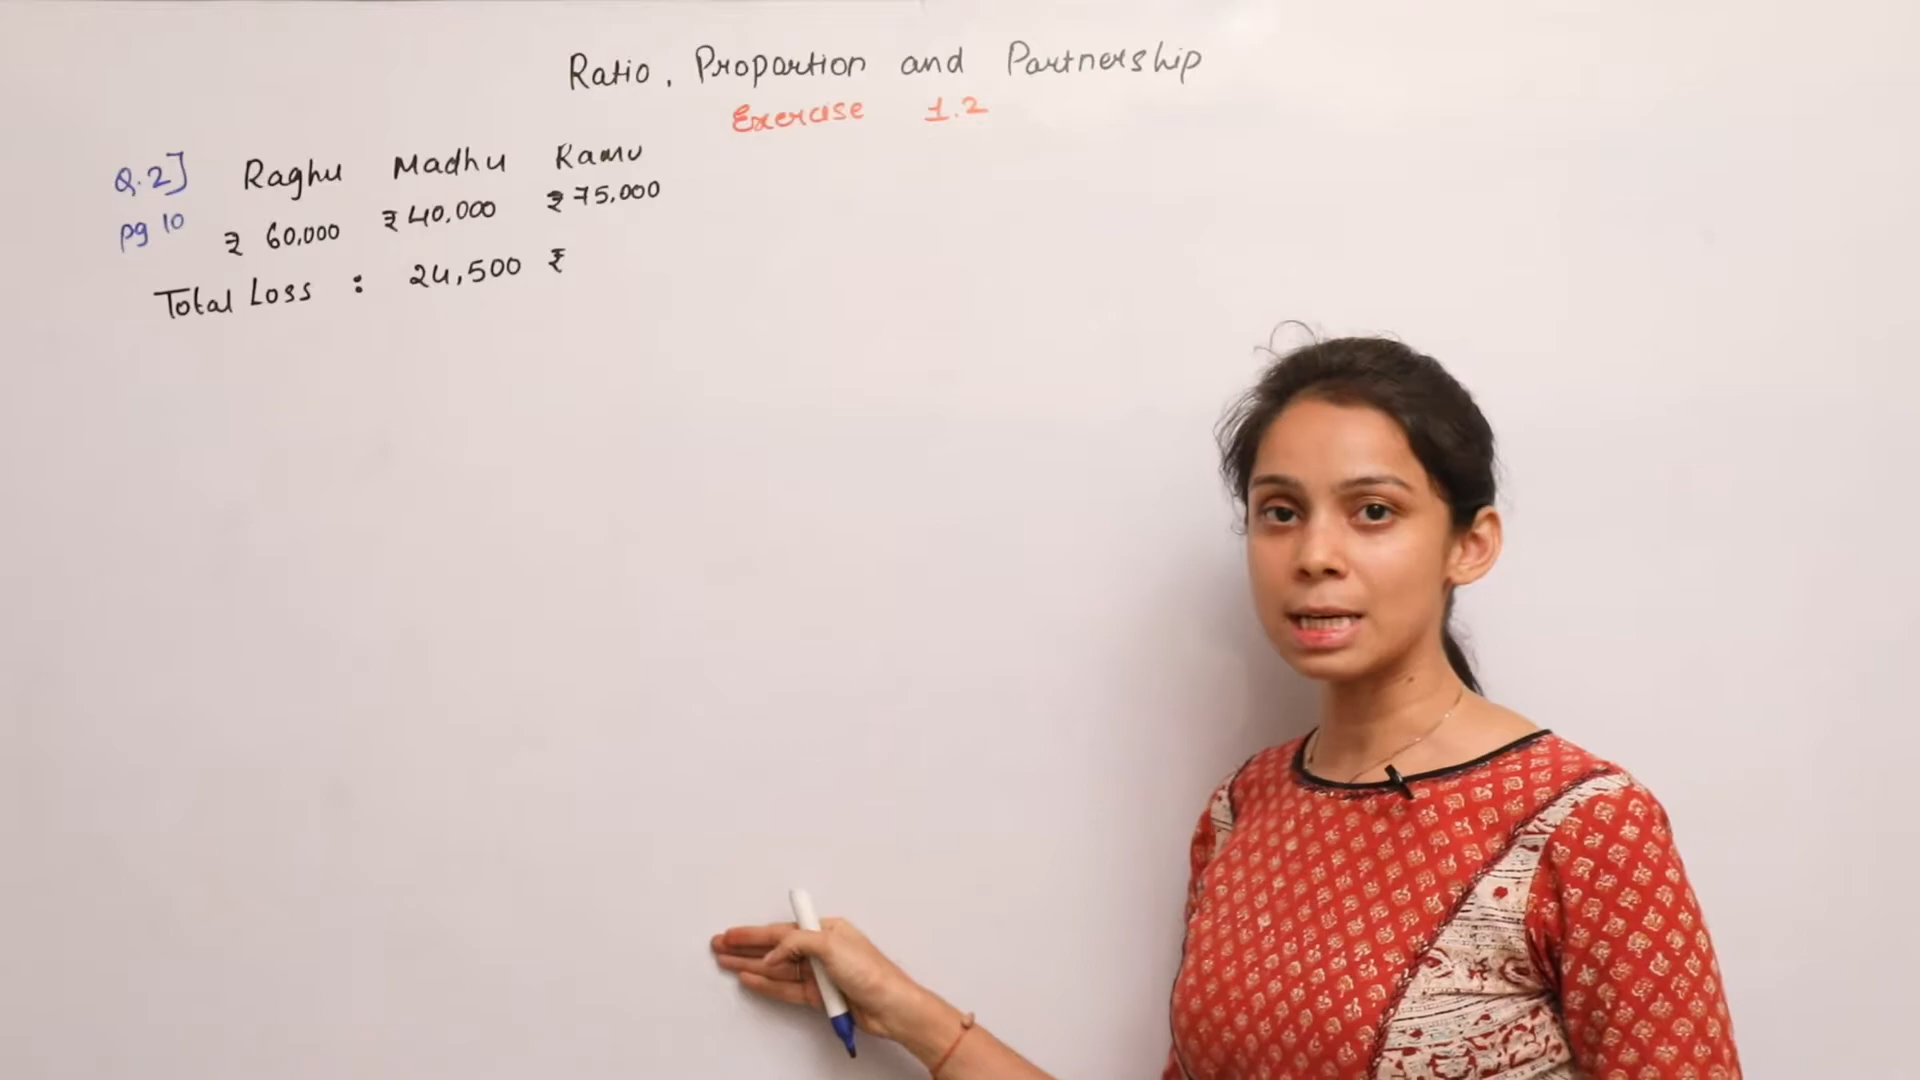 Ratio, Proportion and Partnership
Exercise 1.2
Q.2] Raghu Madhu Ramu
pg 10 ₹ 60,000 ₹ 40,000 ₹ 75,000
Total Loss : 24,500 ₹